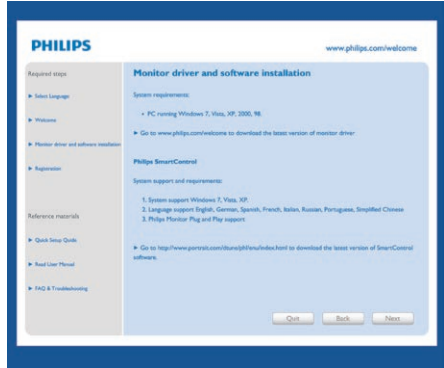 PHILIPS
www.philips.com/welcome
Required steps
Select Language
Welcome
Monitor driver and software installation
Registration
Reference materials
Quick Setup Guide
Read User Manual
FAQ & Troubleshooting
Monitor driver and software installation
System requirements:
• PC running Windows 7, Vista, XP, 2000, 98.
Go to www.philips.com/welcome to download the latest version of monitor driver
Philips SmartControl
System support and requirements:
1. System support Windows 7, Vista, XP.
2. Language support English, German, Spanish, French, Italian, Russian, Portuguese, Simplified Chinese
3. Philips Monitor Plug and Play support
Go to http://www.portrait.com/dtune/phl/enu/index.html to download the latest version of SmartControl
software.
Quit
Back
Next